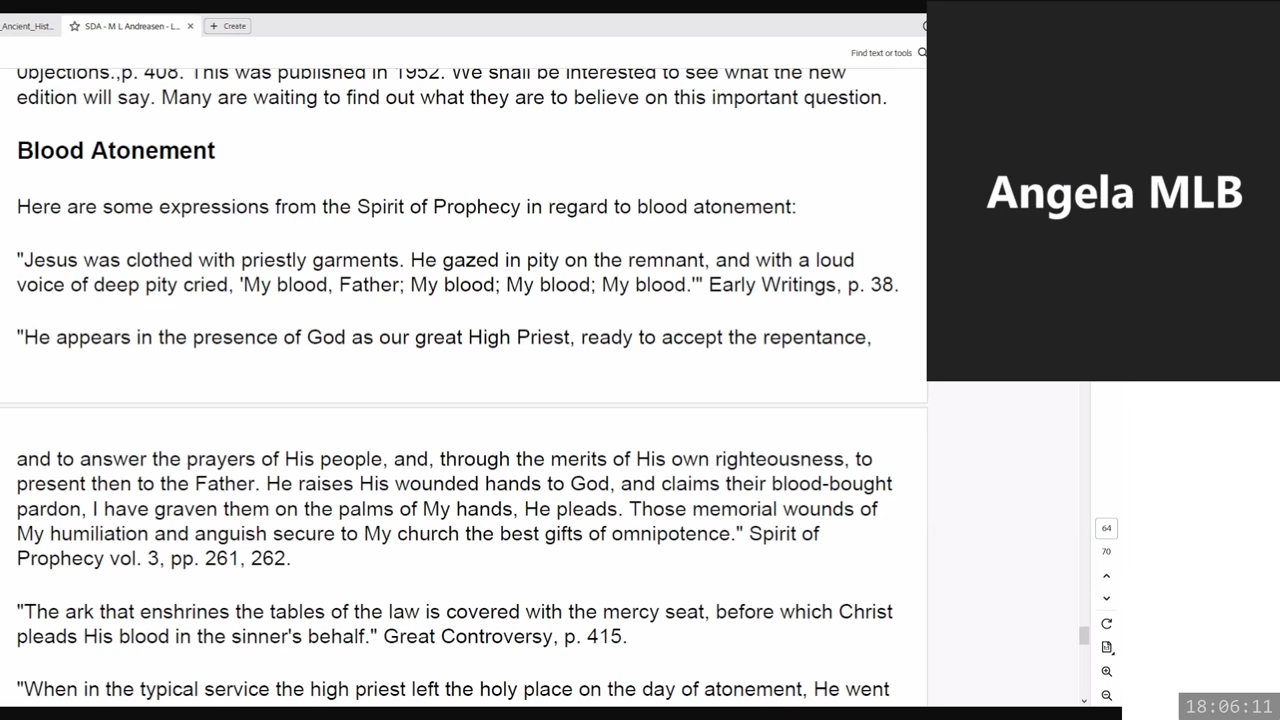 _Ancient_Hist...
SDA - M L Andreasen - L...
Create
Find text or tools
Objections.,p. 408. This was published in 1952. We shall be interested to see what the new
edition will say. Many are waiting to find out what they are to believe on this important question.
Blood Atonement
Here are some expressions from the Spirit of Prophecy in regard to blood atonement:
"Jesus was clothed with priestly garments. He gazed in pity on the remnant, and with a loud
voice of deep pity cried, 'My blood, Father; My blood; My blood; My blood.'" Early Writings, p. 38.
"He appears in the presence of God as our great High Priest, ready to accept the repentance,
and to answer the prayers of His people, and, through the merits of His own righteousness, to
present then to the Father. He raises His wounded hands to God, and claims their blood-bought
pardon, I have graven them on the palms of My hands, He pleads. Those memorial wounds of
My humiliation and anguish secure to My church the best gifts of omnipotence." Spirit of
Prophecy vol. 3, pp. 261, 262.
"The ark that enshrines the tables of the law is covered with the mercy seat, before which Christ
pleads His blood in the sinner's behalf." Great Controversy, p. 415.
"When in the typical service the high priest left the holy place on the day of atonement, He went
Angela MLB
64
70
18:06:11